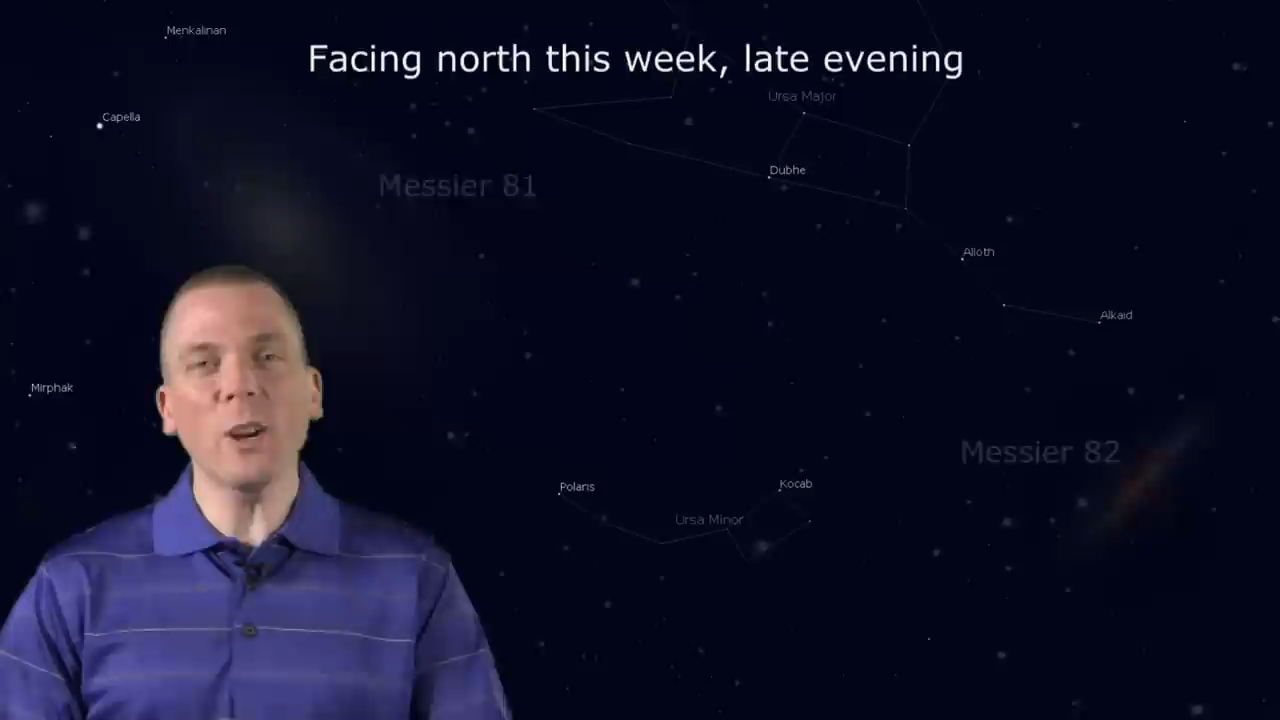 Menkalinan
Facing north this week, late evening
Ursa Major
Capella
Dubhe
Messier 81
Alioth
Alkaid
Mirphak
Messier 82
Polaris
Kocab
Ursa Minor